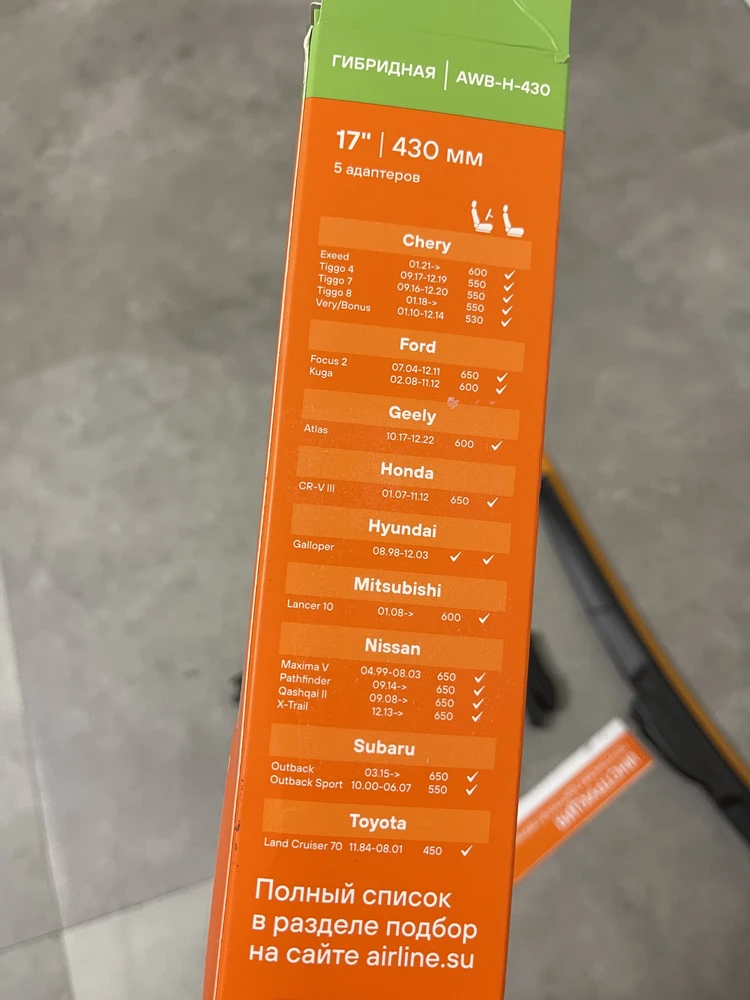 ГИБРИДНАЯ | AWB-H-430
17" | 430 мм
5 адаптеров
Chery
Exeed 01.21-> 600 ✓
Tiggo 4 09.17-12.19 550 ✓
Tiggo 7 09.16-12.20 550 ✓
Tiggo 8 01.18-> 550 ✓
Very/Bonus 01.10-12.14 530 ✓
Ford
Focus 2 07.04-12.11 650 ✓
Kuga 02.08-11.12 600 ✓
Geely
Atlas 10.17-12.22 600 ✓
Honda
CR-V III 01.07-11.12 650 ✓
Hyundai
Galloper 08.98-12.03 ✓ ✓
Mitsubishi
Lancer 10 01.08-> 600 ✓
Nissan
Maxima V 04.99-08.03 650 ✓
Pathfinder 09.14-> 650 ✓
Qashqai II 09.08-> 650 ✓
X-Trail 12.13-> 650 ✓
Subaru
Outback 03.15-> 650 ✓
Outback Sport 10.00-06.07 550 ✓
Toyota
Land Cruiser 70 11.84-08.01 450 ✓
Полный список
в разделе подбор
на сайте airline.su